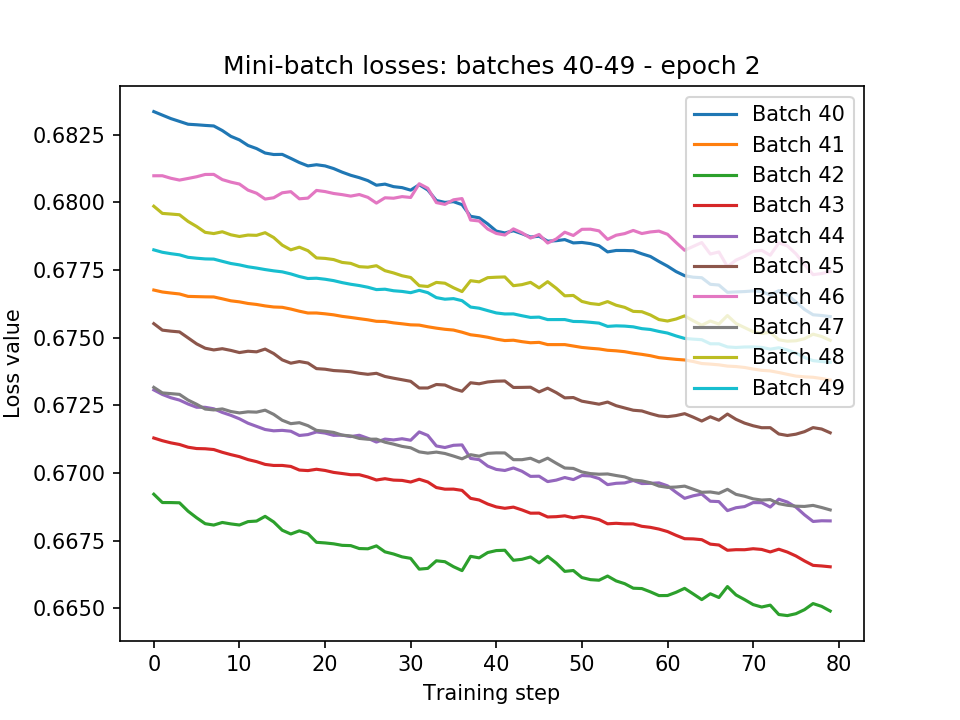 Mini-batch losses: batches 40-49 - epoch 2
Loss value
0.6825
0.6800
0.6775
0.6750
0.6725
0.6700
0.6675
0.6650
Batch 40
Batch 41
Batch 42
Batch 43
Batch 44
Batch 45
Batch 46
Batch 47
Batch 48
Batch 49
0 10 20 30 40 50 60 70 80
Training step